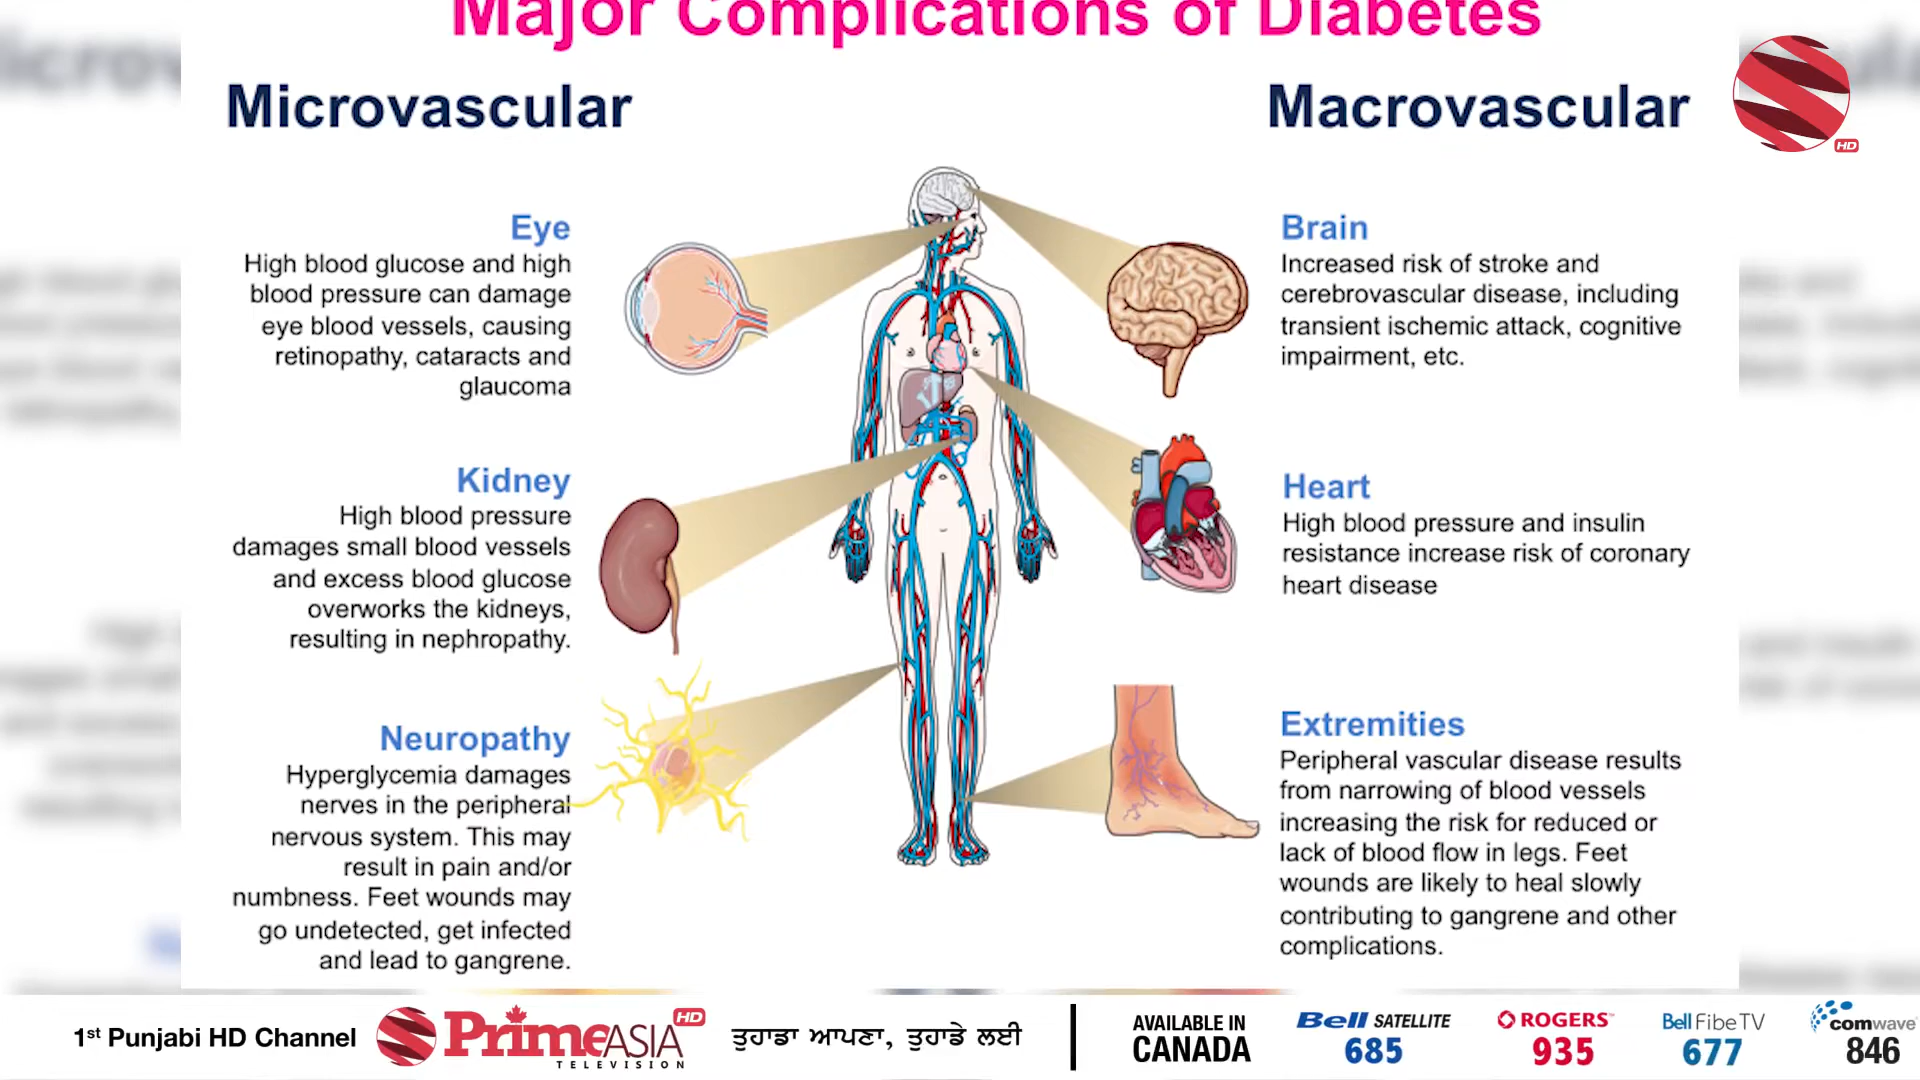 Major Complications of Diabetes
Microvascular
Macrovascular
HD
Eye
High blood glucose and high
blood pressure can damage
eye blood vessels, causing
retinopathy, cataracts and
glaucoma
Kidney
High blood pressure
damages small blood vessels
and excess blood glucose
overworks the kidneys,
resulting in nephropathy.
Neuropathy
Hyperglycemia damages
nerves in the peripheral
nervous system. This may
result in pain and/or
numbness. Feet wounds may
go undetected, get infected
and lead to gangrene.
Brain
Increased risk of stroke and
cerebrovascular disease, including
transient ischemic attack, cognitive
impairment, etc.
Heart
High blood pressure and insulin
resistance increase risk of coronary
heart disease
Extremities
Peripheral vascular disease results
from narrowing of blood vessels
increasing the risk for reduced or
lack of blood flow in legs. Feet
wounds are likely to heal slowly
contributing to gangrene and other
complications.
1st Punjabi HD Channel
PrimeASIA HD
TELEVISION
ਤੁਹਾਡਾ ਆਪਣਾ, ਤੁਹਾਡੇ ਲਈ
AVAILABLE IN
CANADA
Bell SATELLITE
685
ROGERS™
935
Bell Fibe TV
677
comwave
846